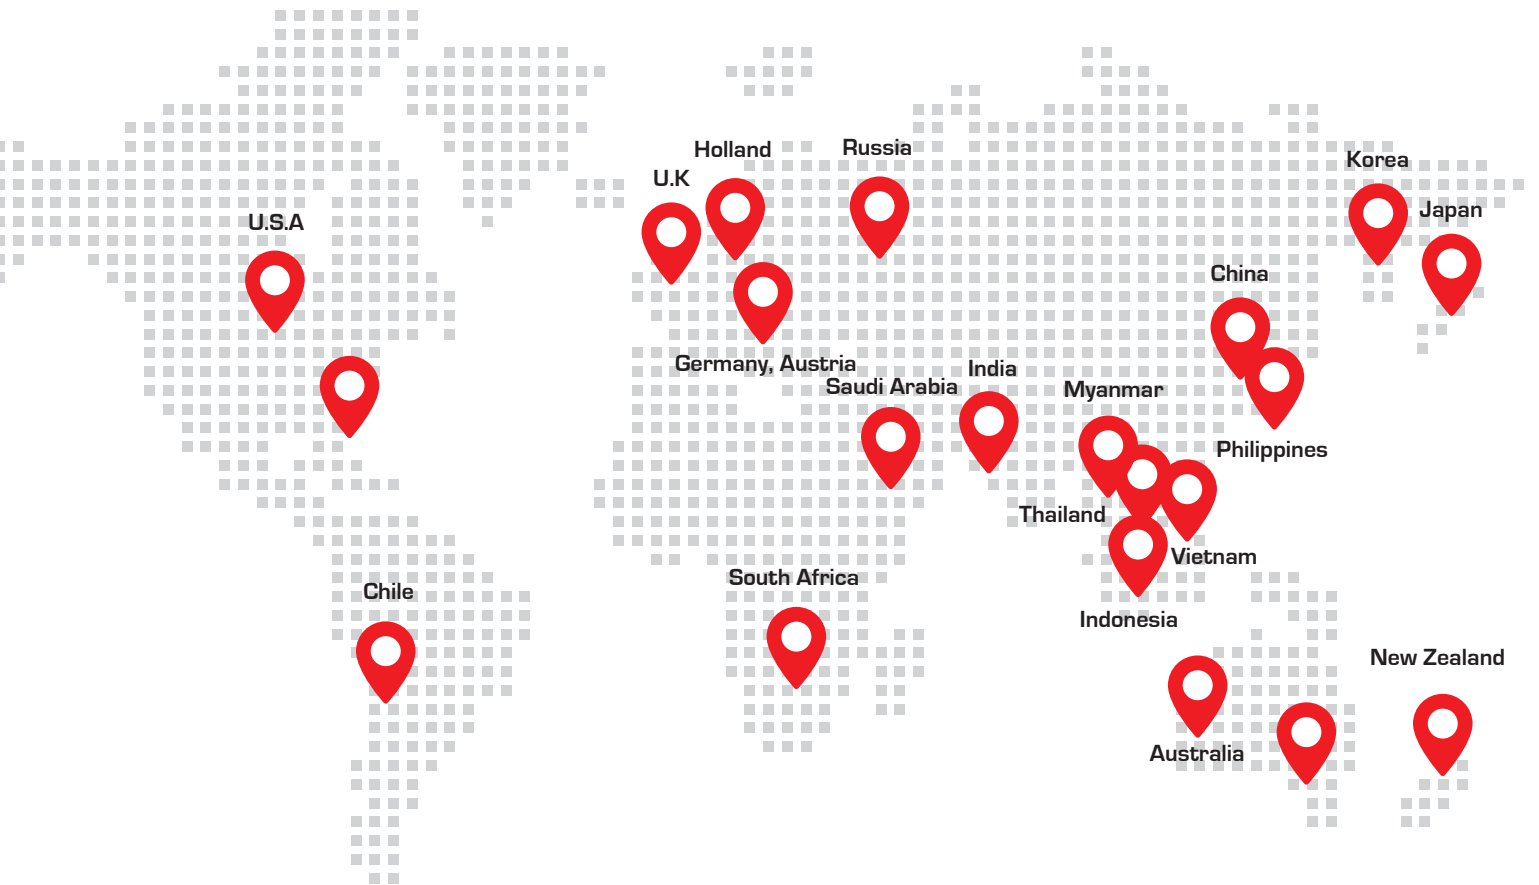 Holland
Russia
Korea
U.K
Japan
U.S.A
China
Germany, Austria
India
Saudi Arabia
Myanmar
Philippines
Thailand
Vietnam
South Africa
Chile
Indonesia
New Zealand
Australia